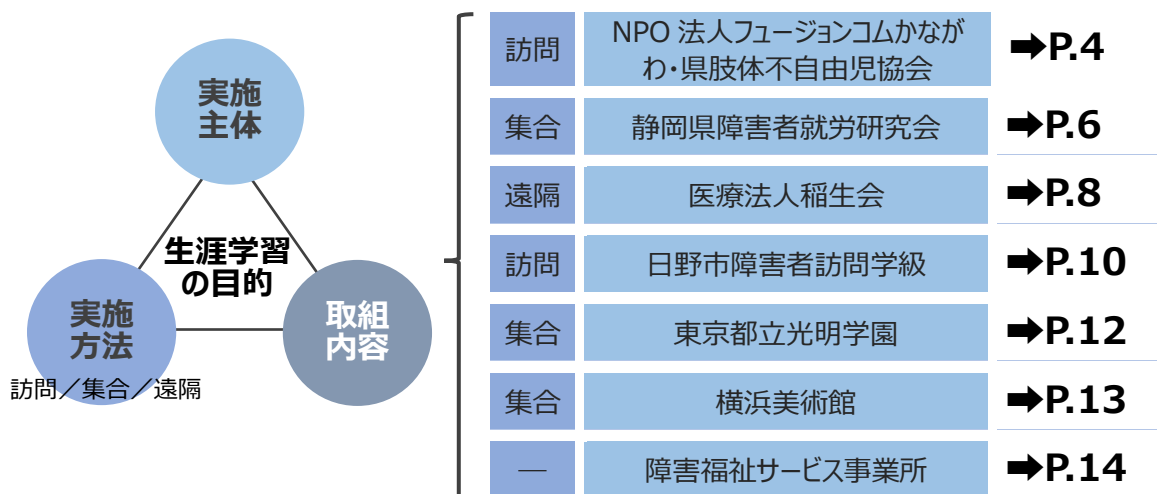 実施
主体
生涯学習
の目的
実施
方法
訪問／集合／遠隔
取組
内容
訪問
NPO 法人フュージョンコムかなが
わ・県肢体不自由児協会
➡P.4
集合
静岡県障害者就労研究会
➡P.6
遠隔
医療法人稲生会
➡P.8
訪問
日野市障害者訪問学級
➡P.10
集合
東京都立光明学園
➡P.12
集合
横浜美術館
➡P.13
―
障害福祉サービス事業所
➡P.14